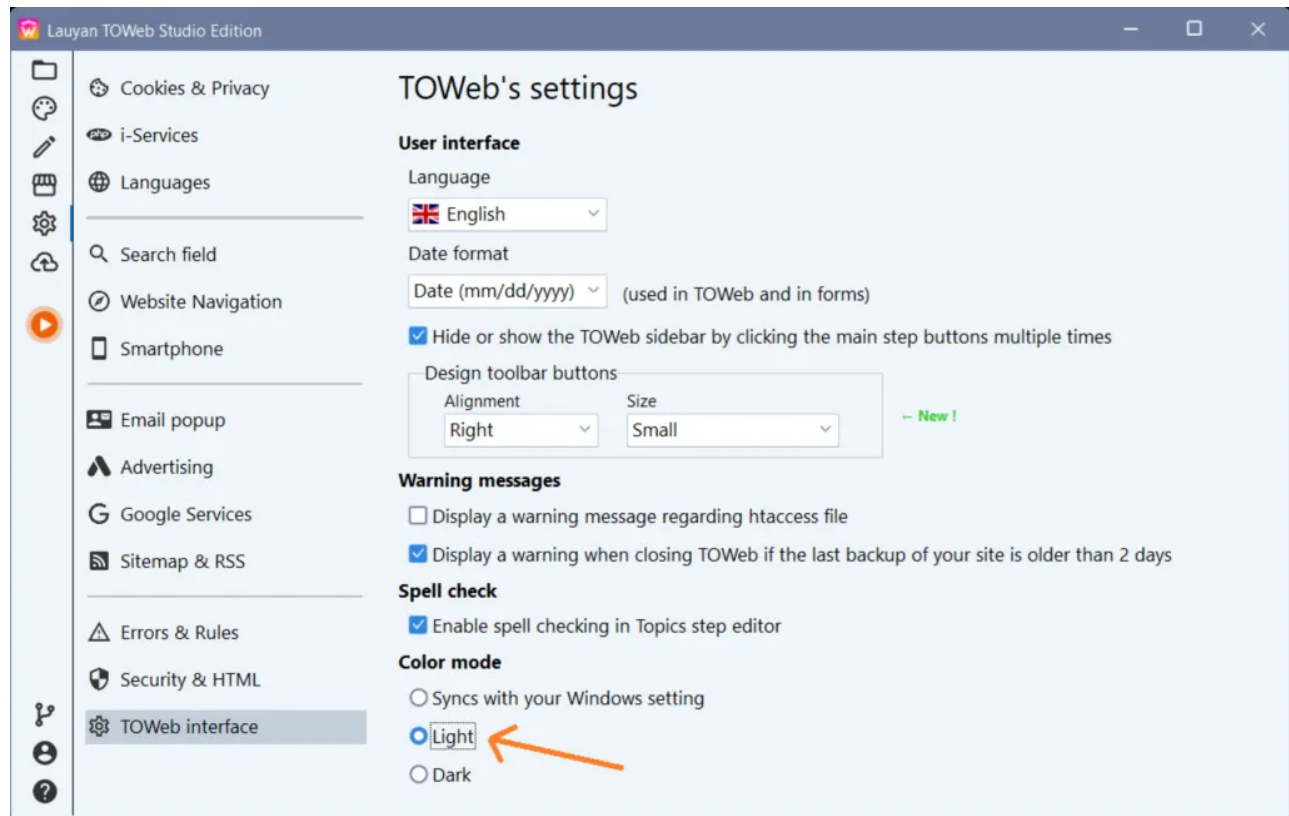 Lauyan TOWeb Studio Edition
Cookies & Privacy
php i-Services
Languages
Search field
Website Navigation
Smartphone
Email popup
Advertising
Google Services
Sitemap & RSS
Errors & Rules
Security & HTML
TOWeb interface
TOWeb's settings
User interface
Language
English
Date format
Date (mm/dd/yyyy) (used in TOWeb and in forms)
Hide or show the TOWeb sidebar by clicking the main step buttons multiple times
Design toolbar buttons
Alignment Size
Right Small
← New !
Warning messages
Display a warning message regarding htaccess file
Display a warning when closing TOWeb if the last backup of your site is older than 2 days
Spell check
Enable spell checking in Topics step editor
Color mode
Syncs with your Windows setting
Light
Dark